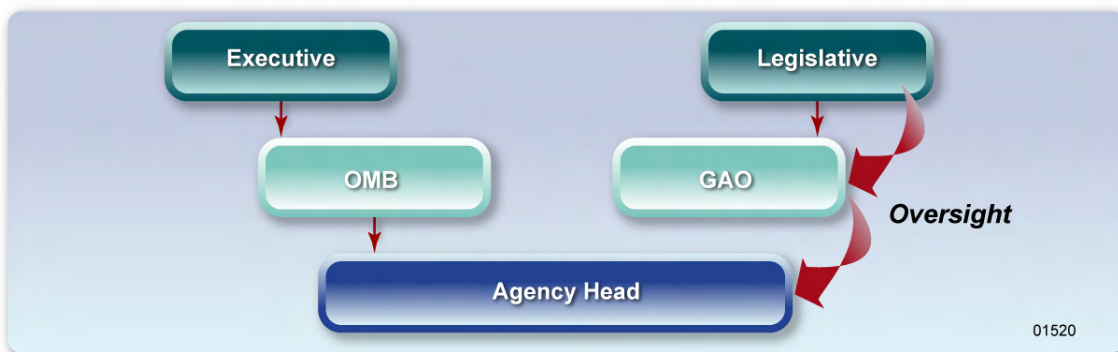 Executive
Legislative
OMB
GAO
Oversight
Agency Head
01520